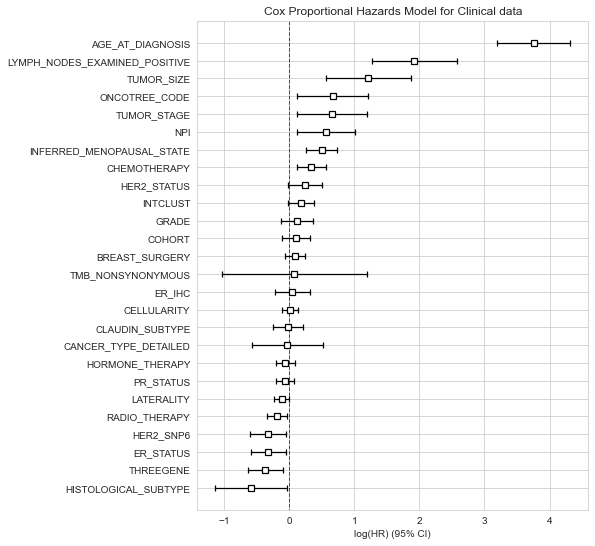 Cox Proportional Hazards Model for Clinical data
AGE_AT_DIAGNOSIS
LYMPH_NODES_EXAMINED_POSITIVE
TUMOR_SIZE
ONCOTREE_CODE
TUMOR_STAGE
NPI
INFERRED_MENOPAUSAL_STATE
CHEMOTHERAPY
HER2_STATUS
INTCLUST
GRADE
COHORT
BREAST_SURGERY
TMB_NONSYNONYMOUS
ER_IHC
CELLULARITY
CLAUDIN_SUBTYPE
CANCER_TYPE_DETAILED
HORMONE_THERAPY
PR_STATUS
LATERALITY
RADIO_THERAPY
HER2_SNP6
ER_STATUS
THREEGENE
HISTOLOGICAL_SUBTYPE
−1 0 1 2 3 4
log(HR) (95% CI)